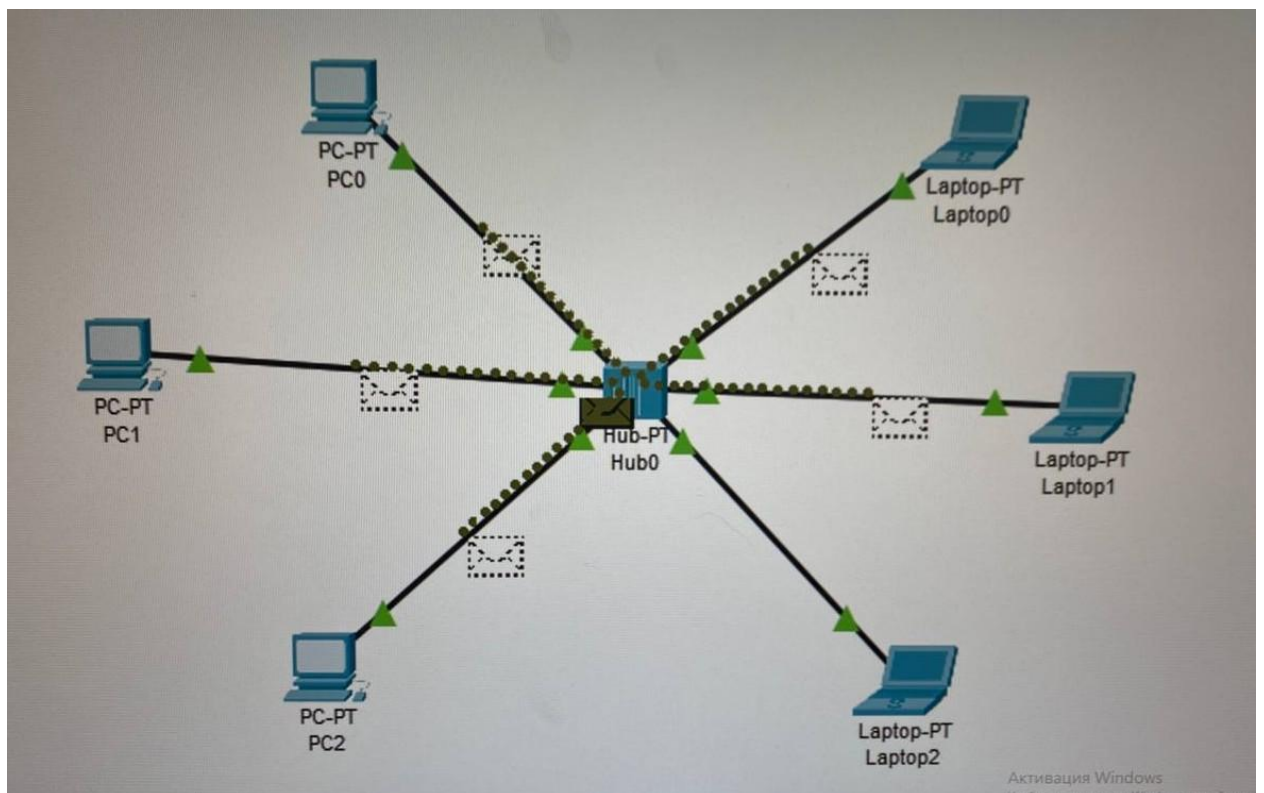 PC-PT
PC0
Laptop-PT
Laptop0
PC-PT
PC1
Hub-PT
Hub0
Laptop-PT
Laptop1
PC-PT
PC2
Laptop-PT
Laptop2
Активация Windows